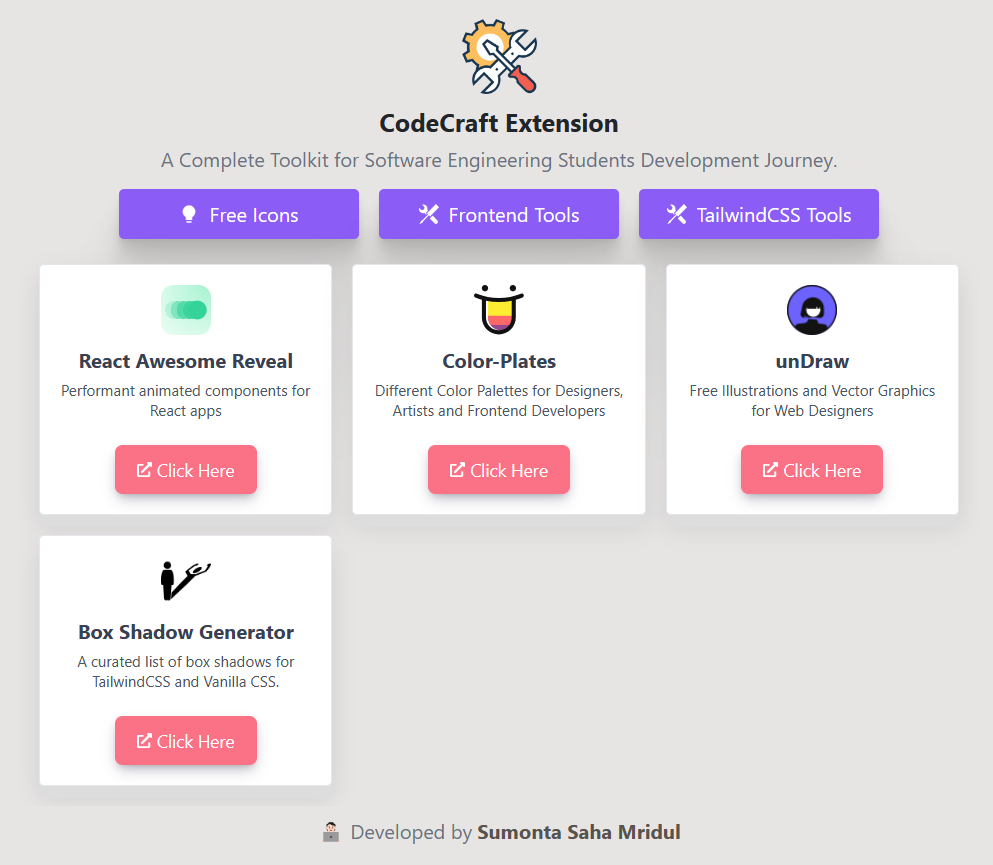 CodeCraft Extension
A Complete Toolkit for Software Engineering Students Development Journey.
Free Icons
Frontend Tools
TailwindCSS Tools
React Awesome Reveal
Performant animated components for
React apps
Click Here
Color-Plates
Different Color Palettes for Designers,
Artists and Frontend Developers
Click Here
unDraw
Free Illustrations and Vector Graphics
for Web Designers
Click Here
Box Shadow Generator
A curated list of box shadows for
TailwindCSS and Vanilla CSS.
Click Here
Developed by Sumonta Saha Mridul